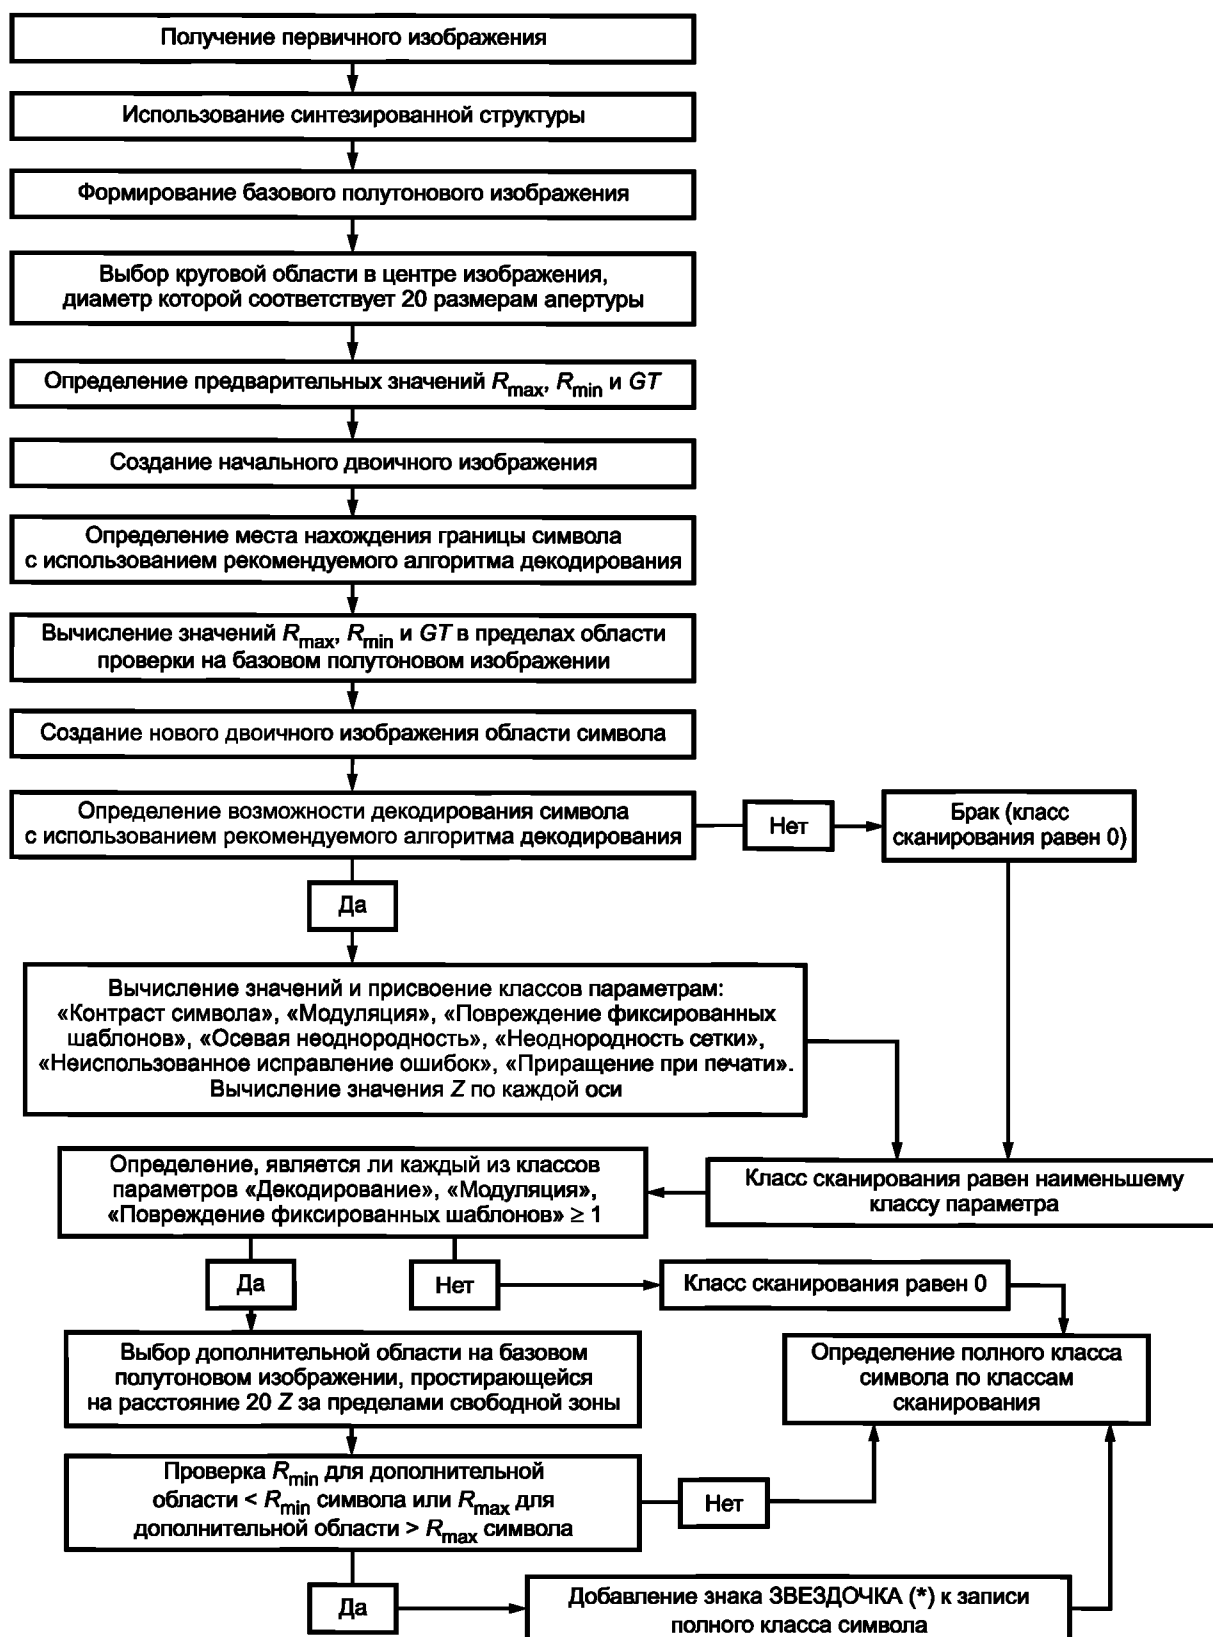 Получение первичного изображения
Использование синтезированной структуры
Формирование базового полутонового изображения
Выбор круговой области в центре изображения,
диаметр которой соответствует 20 размерам апертуры
Определение предварительных значений Rmax, Rmin и GT
Создание начального двоичного изображения
Определение места нахождения границы символа
с использованием рекомендуемого алгоритма декодирования
Вычисление значений Rmax, Rmin и GT в пределах области
проверки на базовом полутоновом изображении
Создание нового двоичного изображения области символа
Определение возможности декодирования символа
с использованием рекомендуемого алгоритма декодирования
Нет
Брак (класс
сканирования равен 0)
Да
Вычисление значений и присвоение классов параметрам:
«Контраст символа», «Модуляция», «Повреждение фиксированных
шаблонов», «Осевая неоднородность», «Неоднородность сетки»,
«Неиспользованное исправление ошибок», «Приращение при печати».
Вычисление значения Z по каждой оси
Класс сканирования равен наименьшему
классу параметра
Определение, является ли каждый из классов
параметров «Декодирование», «Модуляция»,
«Повреждение фиксированных шаблонов» ≥ 1
Да
Нет
Класс сканирования равен 0
Выбор дополнительной области на базовом
полутоновом изображении, простирающейся
на расстояние 20 Z за пределами свободной зоны
Определение полного класса
символа по классам
сканирования
Проверка Rmin для дополнительной
области < Rmin символа или Rmax для
дополнительной области > Rmax символа
Нет
Да
Добавление знака ЗВЕЗДОЧКА (*) к записи
полного класса символа